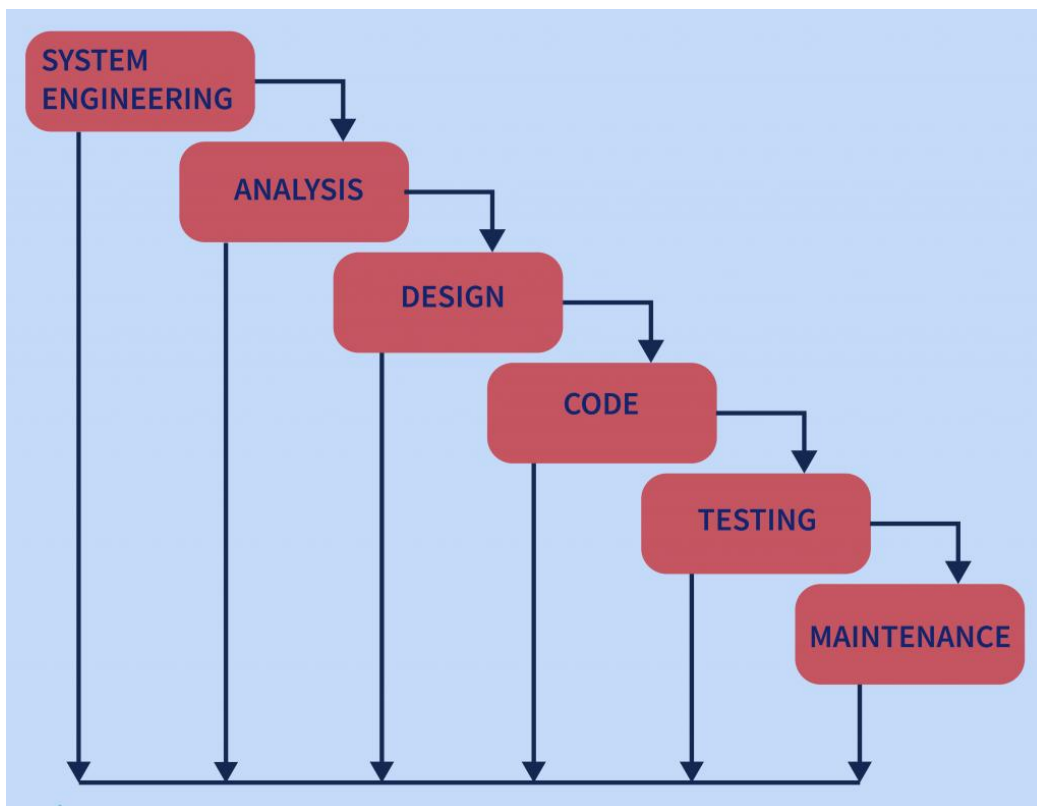 SYSTEM
ENGINEERING
ANALYSIS
DESIGN
CODE
TESTING
MAINTENANCE